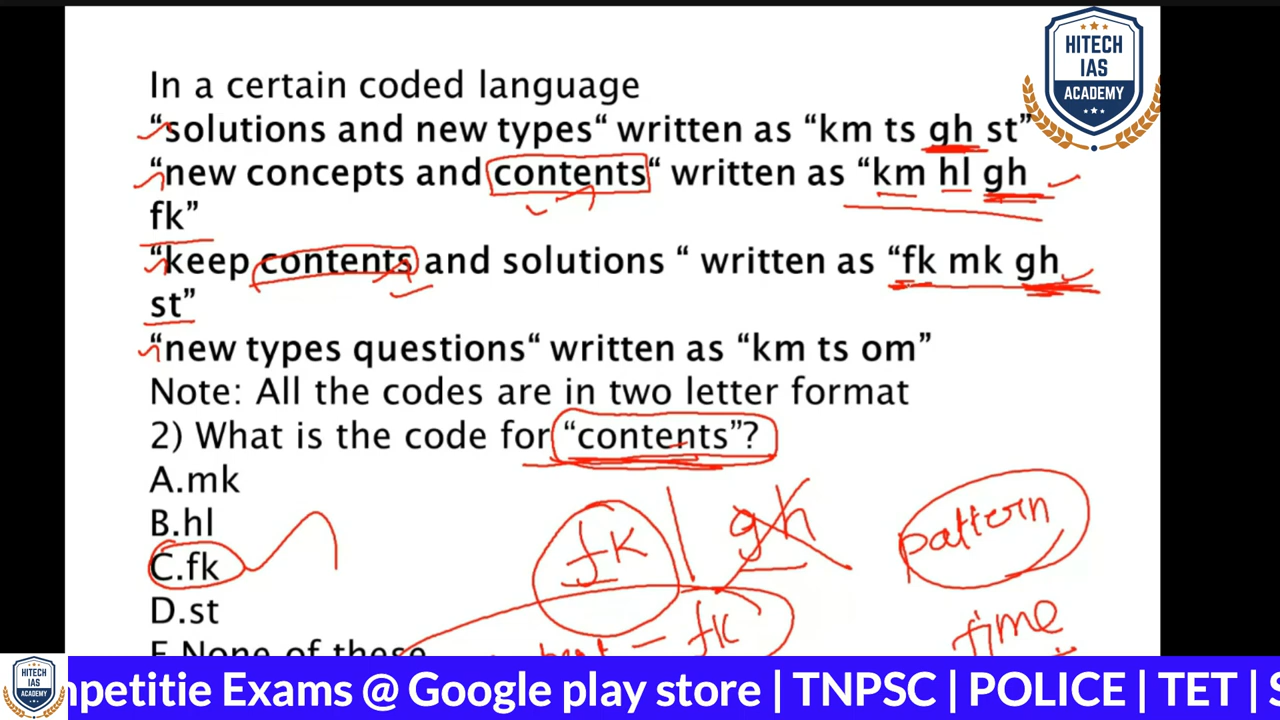 HITECH
IAS
ACADEMY
In a certain coded language
“solutions and new types“ written as “km ts gh st”
“new concepts and contents“ written as “km hl gh
fk”
“keep contents and solutions “ written as “fk mk gh
st”
“new types questions“ written as “km ts om”
Note: All the codes are in two letter format
2) What is the code for “contents”?
A.mk
B.hl
C.fk
D.st
E.None of these
fk gh
pattern
– fk
time
HITECH
IAS
ACADEMY
mpetitie Exams @ Google play store | TNPSC | POLICE | TET | S